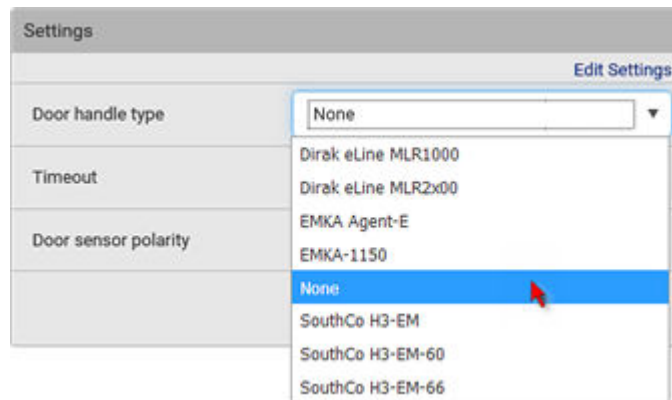 Settings
Edit Settings
Door handle type
None
Dirak eLine MLR1000
Timeout
Dirak eLine MLR2x00
EMKA Agent-E
Door sensor polarity
EMKA-1150
None
SouthCo H3-EM
SouthCo H3-EM-60
SouthCo H3-EM-66